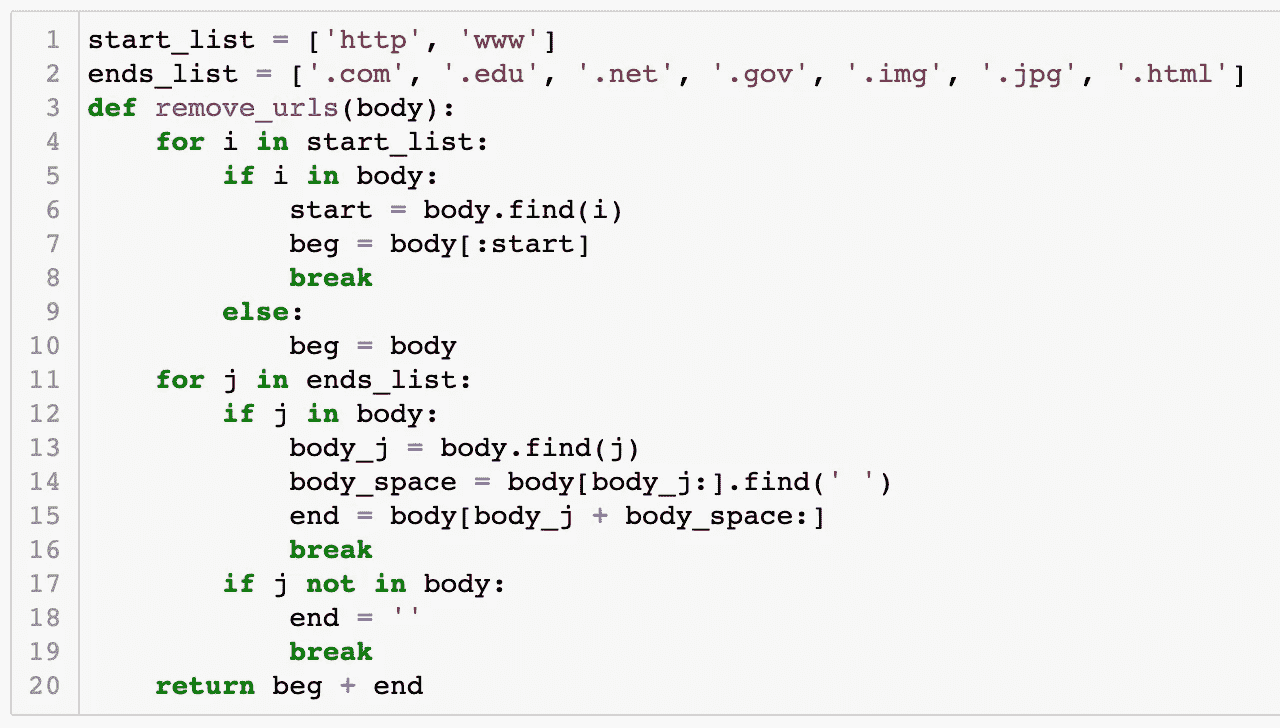 1 start_list = ['http', 'www']
2 ends_list = ['.com', '.edu', '.net', '.gov', '.img', '.jpg', '.html']
3 def remove_urls(body):
4     for i in start_list:
5         if i in body:
6             start = body.find(i)
7             beg = body[:start]
8             break
9         else:
10             beg = body
11     for j in ends_list:
12         if j in body:
13             body_j = body.find(j)
14             body_space = body[body_j:].find(' ')
15             end = body[body_j + body_space:]
16             break
17         if j not in body:
18             end = ''
19             break
20     return beg + end